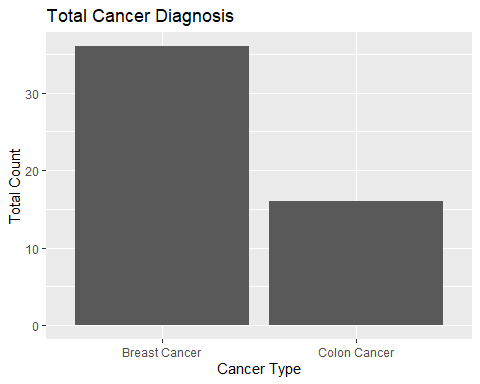 Total Cancer Diagnosis
Total Count
30
20
10
0
Breast Cancer
Colon Cancer
Cancer Type